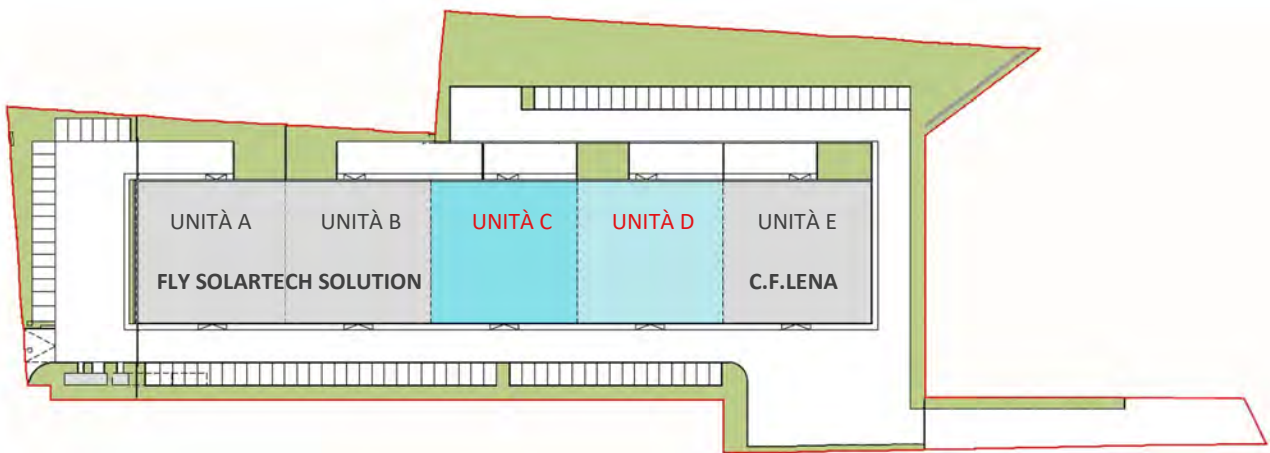 UNITÀ A
UNITÀ B
UNITÀ C
UNITÀ D
UNITÀ E
FLY SOLARTECH SOLUTION
C.F.LENA